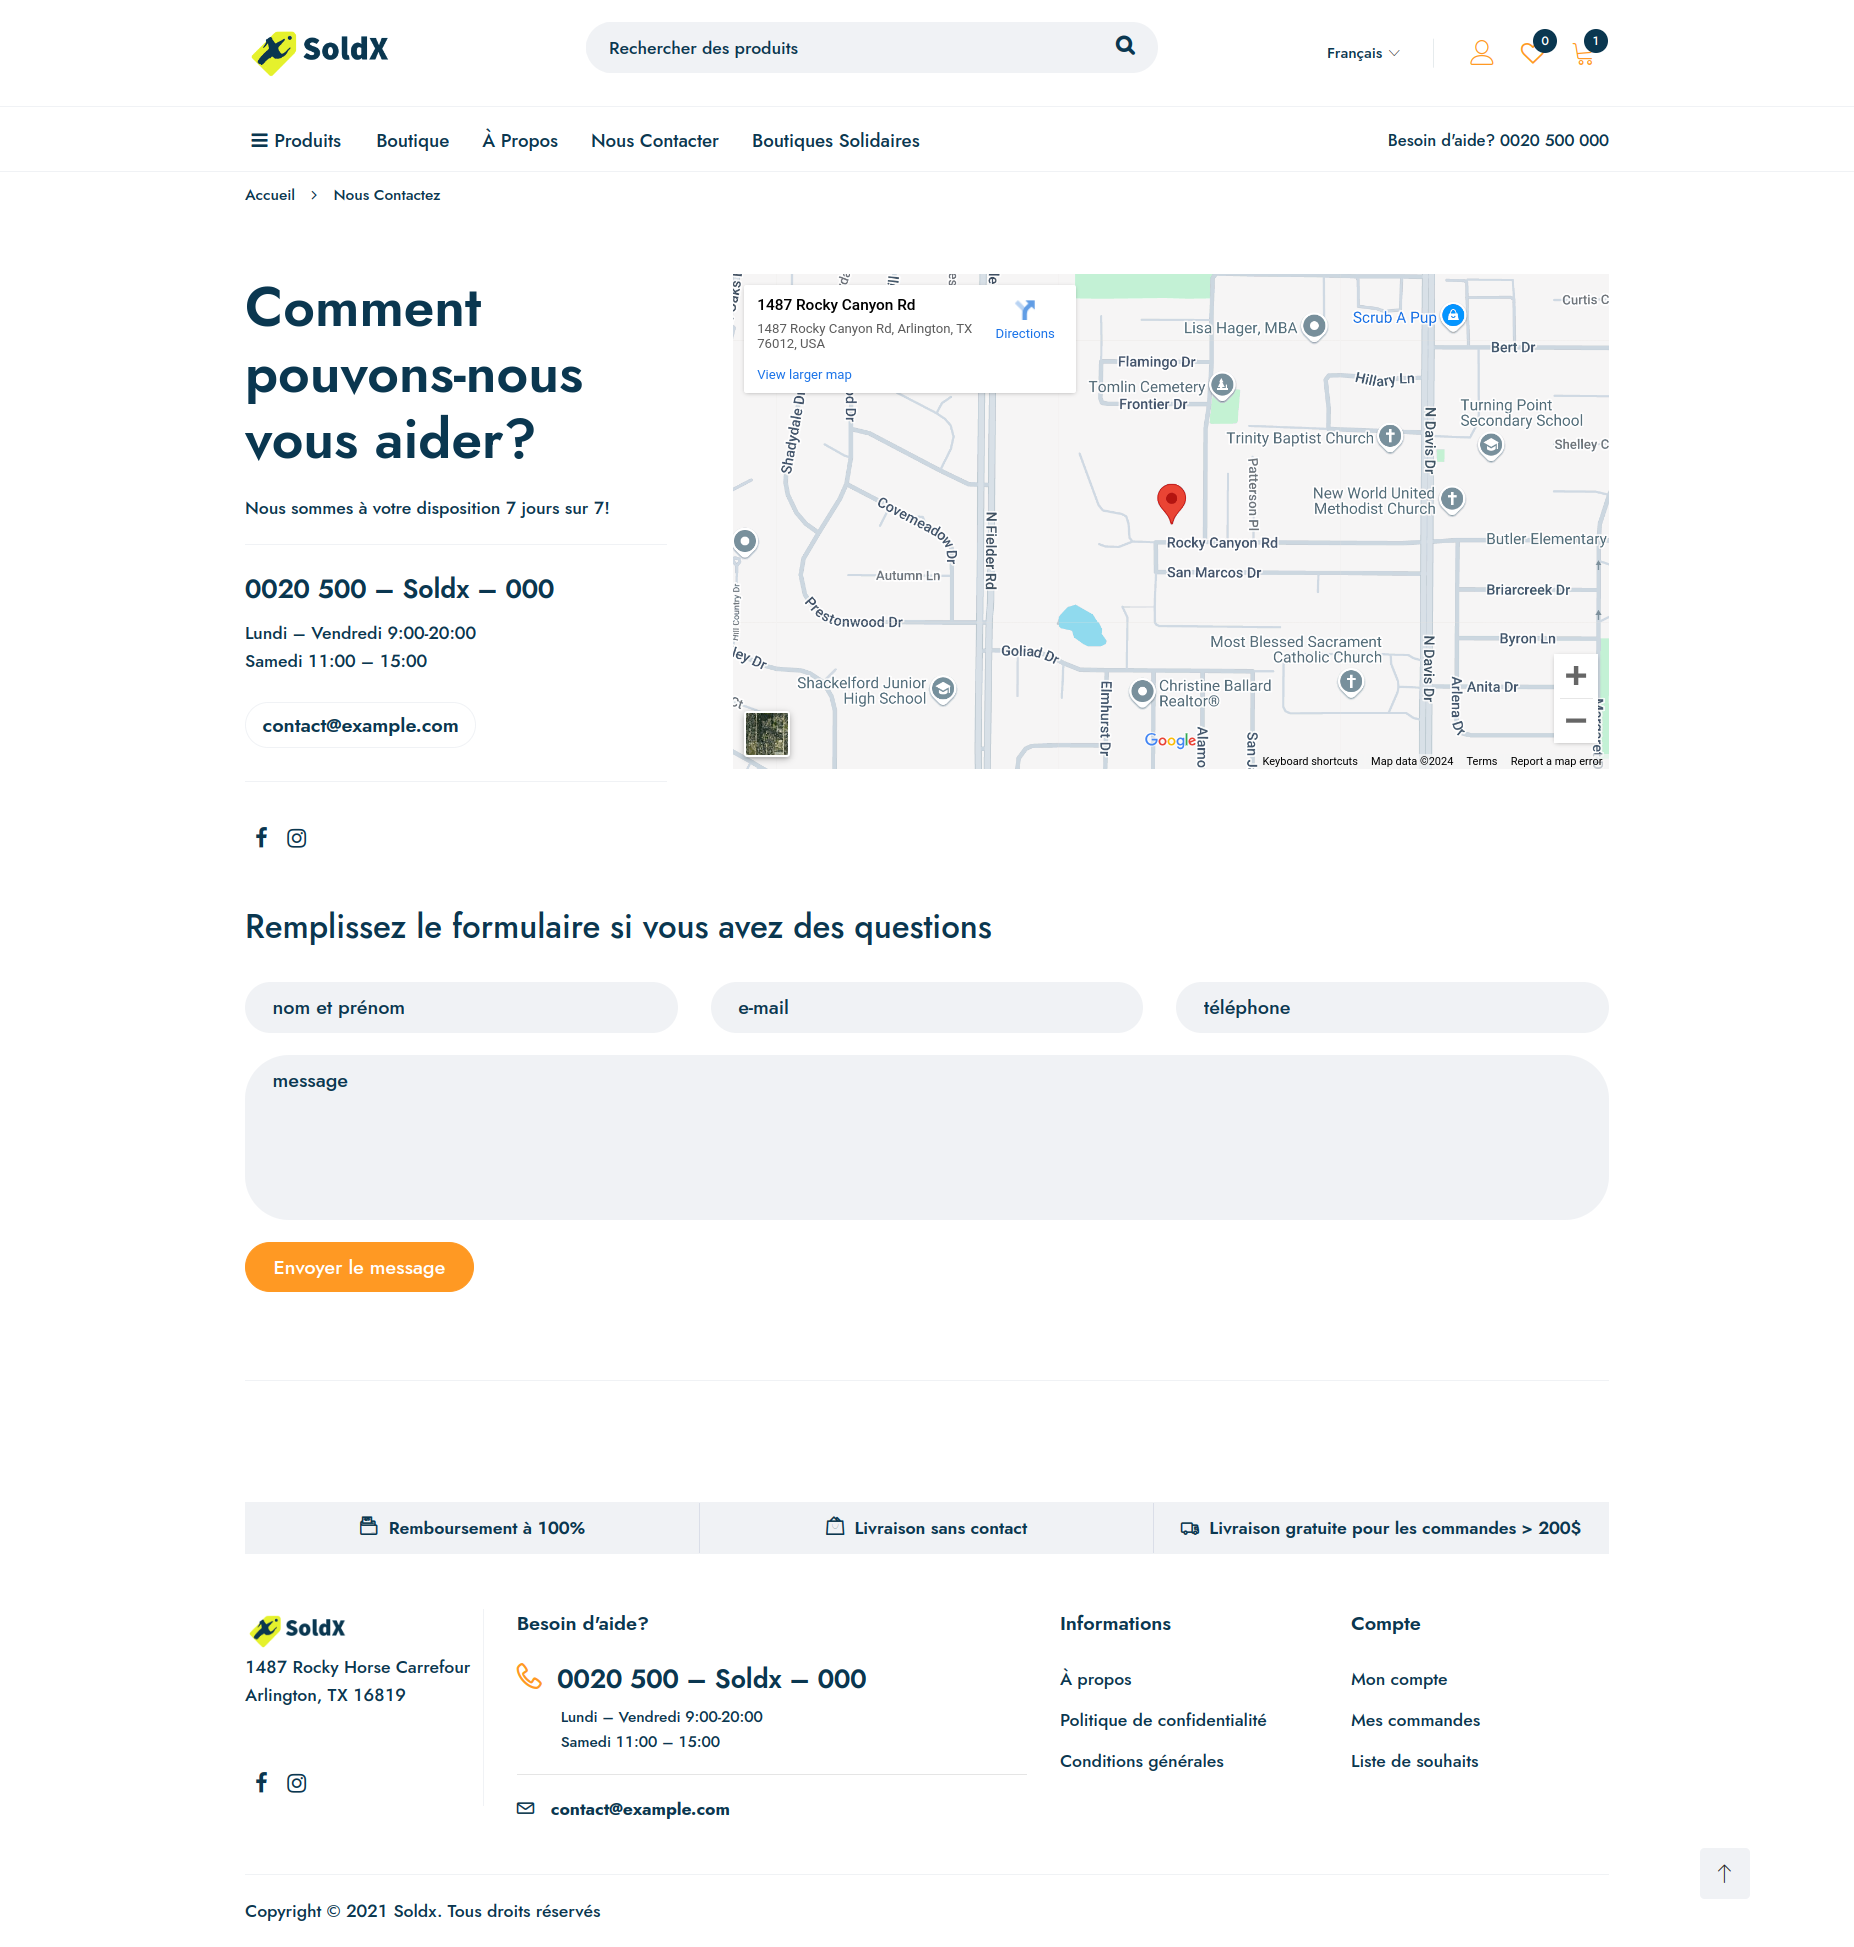 SoldX
Rechercher des produits
Français
0
1
Produits
Boutique
À Propos
Nous Contacter
Boutiques Solidaires
Besoin d'aide? 0020 500 000
Accueil
Nous Contactez
Comment
pouvons-nous
vous aider?
Nous sommes à votre disposition 7 jours sur 7!
0020 500 – Soldx – 000
Lundi – Vendredi 9:00-20:00
Samedi 11:00 – 15:00
contact@example.com
1487 Rocky Canyon Rd
1487 Rocky Canyon Rd, Arlington, TX
76012, USA
Directions
View larger map
Lisa Hager, MBA
Scrub A Pup
Curtis C
Bert Dr
Flamingo Dr
Tomlin Cemetery
Frontier Dr
Hillary Ln
Turning Point
Secondary School
Trinity Baptist Church
N Davis Dr
Shelley C
Shadydale Dr
od Dr
Patterson Pl
New World United
Methodist Church
Covemeadow Dr
N Fielder Rd
Rocky Canyon Rd
Butler Elementary
Autumn Ln
San Marcos Dr
Briarcreek Dr
Hill Country Dr
Prestonwood Dr
Byron Ln
Most Blessed Sacrament
Catholic Church
Goliad Dr
N Davis Dr
ley Dr
Shackelford Junior
High School
Christine Ballard
Realtor®
Anita Dr
Arlena Dr
Elmhurst Dr
Ct
Alamo
San J
Margaret
Google
Keyboard shortcuts
Map data ©2024
Terms
Report a map error
Remplissez le formulaire si vous avez des questions
nom et prénom
e-mail
téléphone
message
Envoyer le message
Remboursement à 100%
Livraison sans contact
Livraison gratuite pour les commandes > 200$
SoldX
1487 Rocky Horse Carrefour
Arlington, TX 16819
Besoin d'aide?
0020 500 – Soldx – 000
Lundi – Vendredi 9:00-20:00
Samedi 11:00 – 15:00
contact@example.com
Informations
À propos
Politique de confidentialité
Conditions générales
Compte
Mon compte
Mes commandes
Liste de souhaits
Copyright © 2021 Soldx. Tous droits réservés